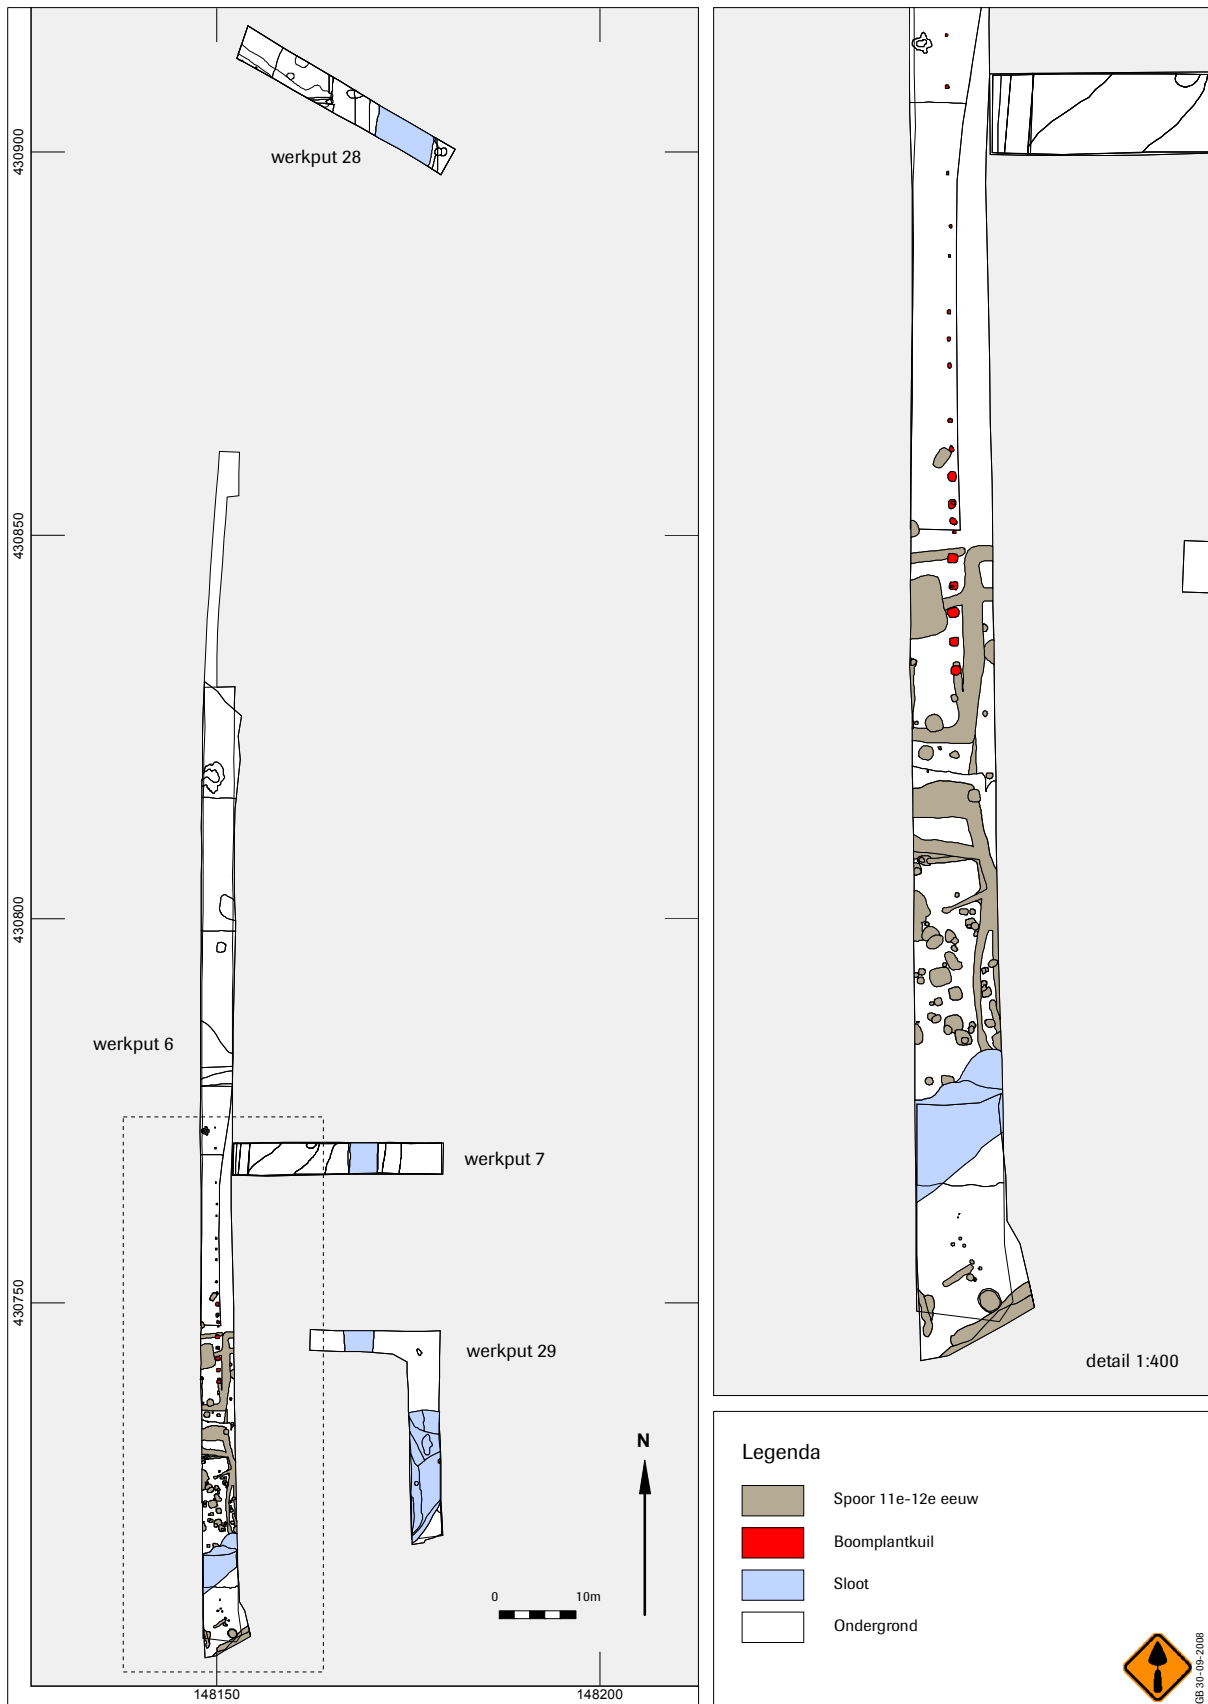 430900
werkput 28
430850
430800
werkput 6
werkput 7
430750
werkput 29
N
0 10m
148150 148200
detail 1:400
Legenda
Spoor 11e-12e eeuw
Boomplantkuil
Sloot
Ondergrond
GB 30-09-2008